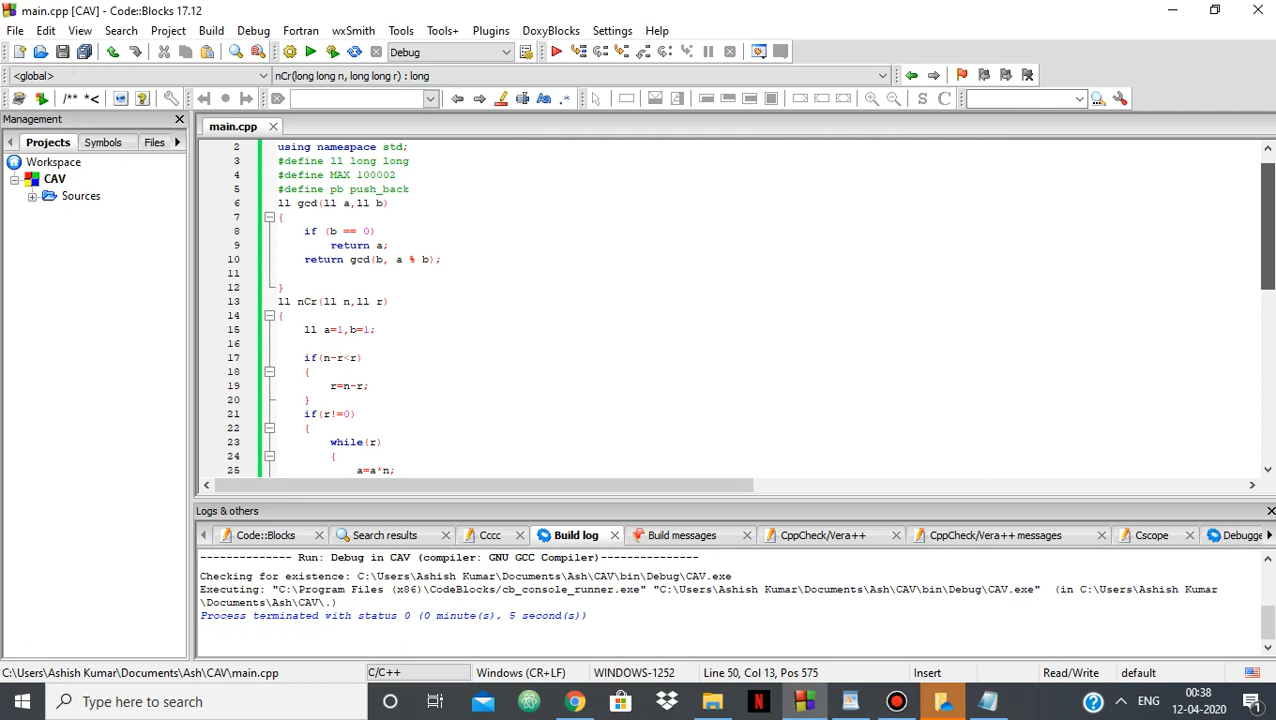 main.cpp [CAV] - Code::Blocks 17.12
File Edit View Search Project Build Debug Fortran wxSmith Tools Tools+ Plugins DoxyBlocks Settings Help
Debug
<global> nCr(long long n, long long r) : long
/** *<
Management
main.cpp
Projects Symbols Files
Workspace
CAV
Sources
2 using namespace std;
3 #define ll long long
4 #define MAX 100002
5 #define pb push_back
6 ll gcd(ll a,ll b)
7 {
8 if (b == 0)
9 return a;
10 return gcd(b, a % b);
11
12 }
13 ll nCr(ll n,ll r)
14 {
15 ll a=1,b=1;
16
17 if(n-r<r)
18 {
19 r=n-r;
20 }
21 if(r!=0)
22 {
23 while(r)
24 {
25 a=a*n;
Logs & others
Code::Blocks Search results Cccc Build log Build messages CppCheck/Vera++ CppCheck/Vera++ messages Cscope Debugge
-------------- Run: Debug in CAV (compiler: GNU GCC Compiler)---------------
Checking for existence: C:\Users\Ashish Kumar\Documents\Ash\CAV\bin\Debug\CAV.exe
Executing: "C:\Program Files (x86)\CodeBlocks/cb_console_runner.exe" "C:\Users\Ashish Kumar\Documents\Ash\CAV\bin\Debug\CAV.exe" (in C:\Users\Ashish Kumar
\Documents\Ash\CAV\.)
Process terminated with status 0 (0 minute(s), 5 second(s))
C:\Users\Ashish Kumar\Documents\Ash\CAV\main.cpp C/C++ Windows (CR+LF) WINDOWS-1252 Line 50, Col 13, Pos 575 Insert Read/Write default
Type here to search
ENG
00:38
12-04-2020
1